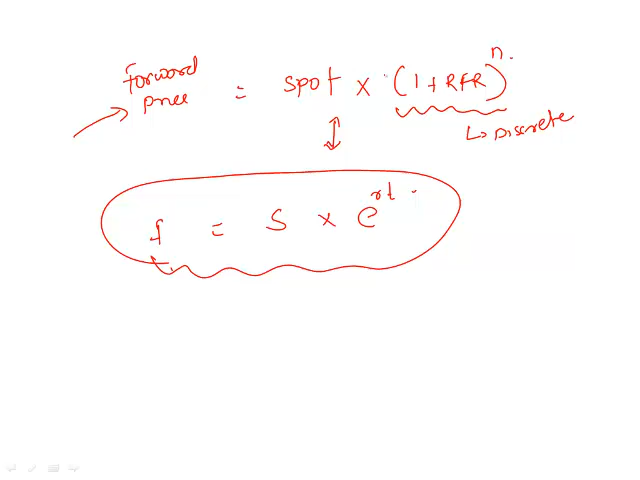 forward price = spot × (1 + RFR)^n.
↳ Discrete
f = S × e^rt.